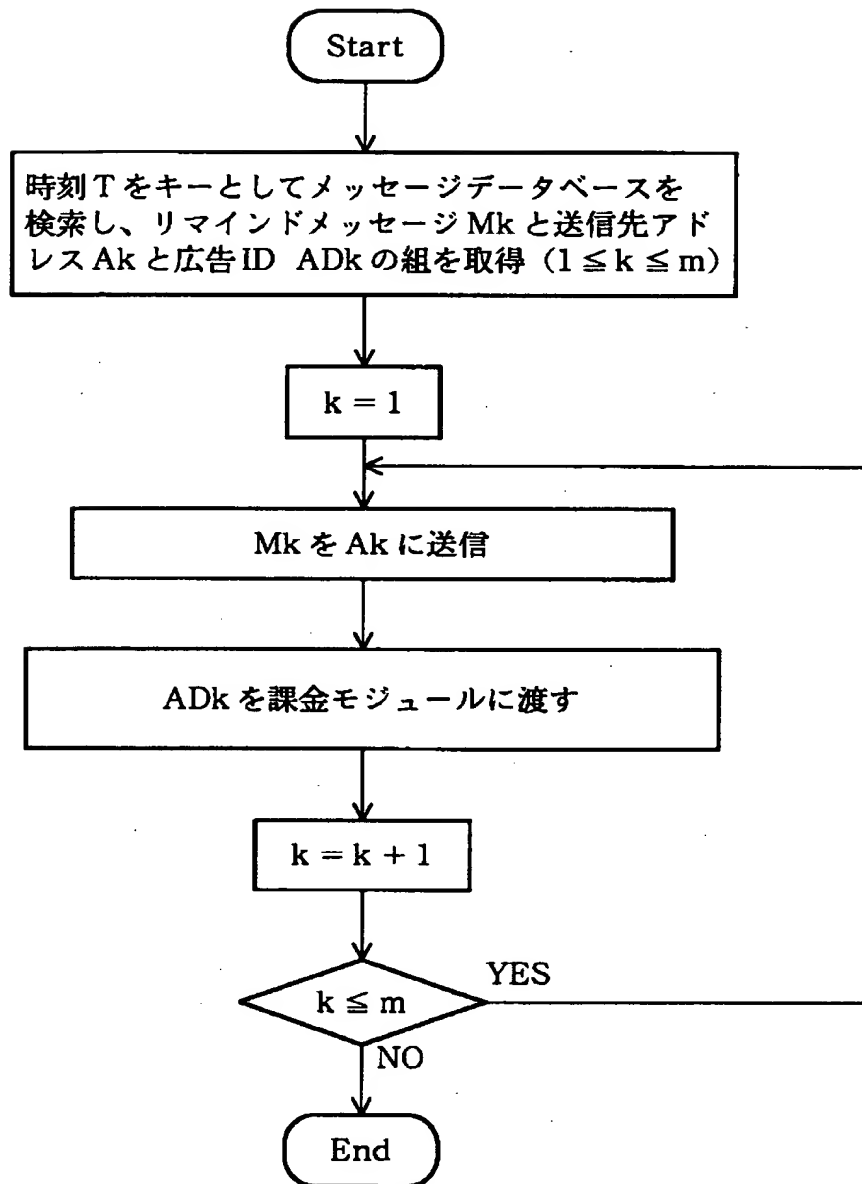 Start
時刻Tをキーとしてメッセージデータベースを
検索し、リマインドメッセージMkと送信先アド
レスAkと広告ID ADkの組を取得（1≦k≦m）
k = 1
MkをAkに送信
ADkを課金モジュールに渡す
k = k + 1
k ≦ m
YES
NO
End